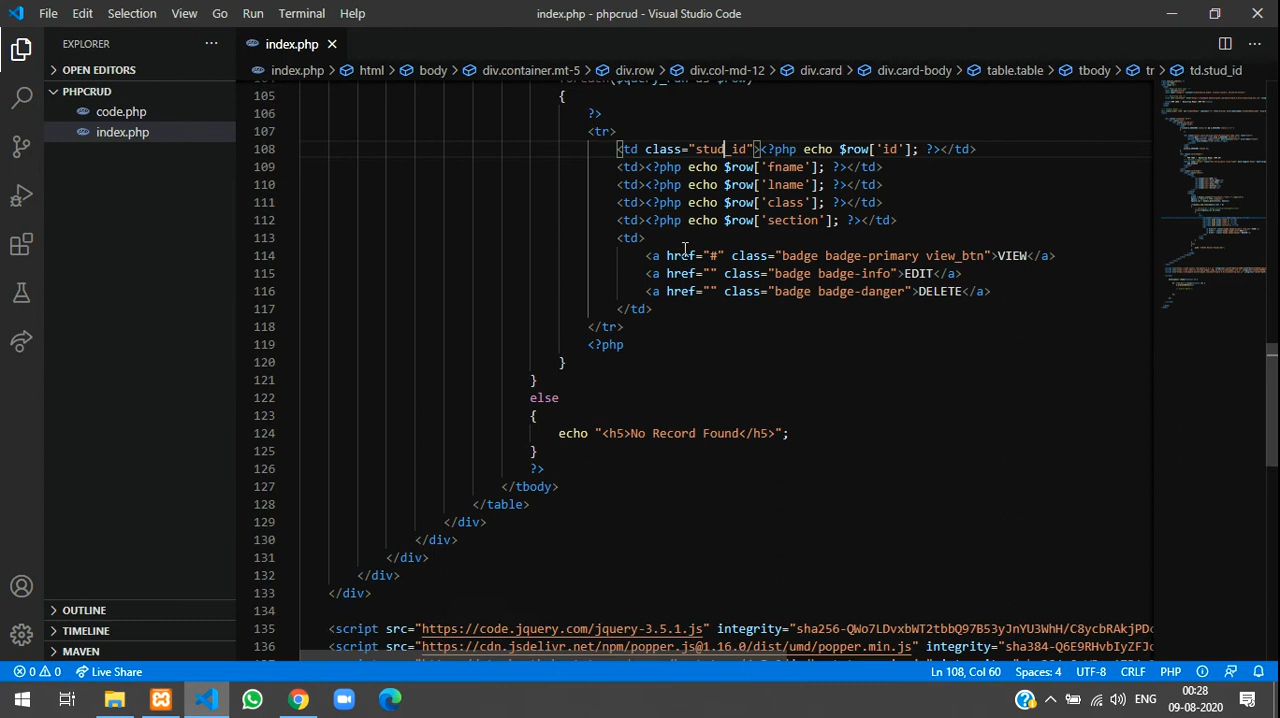 File Edit Selection View Go Run Terminal Help
index.php - phpcrud - Visual Studio Code
EXPLORER
index.php
OPEN EDITORS
index.php html body div.container.mt-5 div.row div.col-md-12 div.card div.card-body table.table tbody tr td.stud_id
PHPCRUD
code.php
index.php
105 {
106 ?>
107 <tr>
108 <td class="stud_id"><?php echo $row['id']; ?></td>
109 <td><?php echo $row['fname']; ?></td>
110 <td><?php echo $row['lname']; ?></td>
111 <td><?php echo $row['class']; ?></td>
112 <td><?php echo $row['section']; ?></td>
113 <td>
114 <a href="#" class="badge badge-primary view_btn">VIEW</a>
115 <a href="" class="badge badge-info">EDIT</a>
116 <a href="" class="badge badge-danger">DELETE</a>
117 </td>
118 </tr>
119 <?php
120 }
121 }
122 else
123 {
124 echo "<h5>No Record Found</h5>";
125 }
126 ?>
127 </tbody>
128 </table>
129 </div>
130 </div>
131 </div>
132 </div>
133 </div>
134
135 <script src="https://code.jquery.com/jquery-3.5.1.js" integrity="sha256-QWo7LDvxbWT2tbbQ97B53yJnYU3WhH/C8ycbRAkjPDc
136 <script src="https://cdn.jsdelivr.net/npm/popper.js@1.16.0/dist/umd/popper.min.js" integrity="sha384-Q6E9RHvbIyZFJc
OUTLINE
TIMELINE
MAVEN
0 0 Live Share
Ln 108, Col 60 Spaces: 4 UTF-8 CRLF PHP
ENG
00:28
09-08-2020